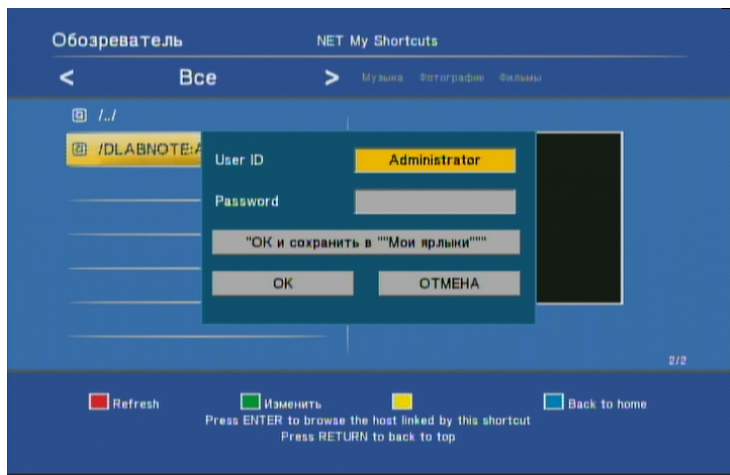 Обозреватель NET My Shortcuts
< Все > Музыка Фотографии Фильмы
/../
/DLABNOTE:A
User ID Administrator
Password
"ОК и сохранить в ""Мои ярлыки"""
ОК ОТМЕНА
2/2
Refresh Изменить Back to home
Press ENTER to browse the host linked by this shortcut
Press RETURN to back to top